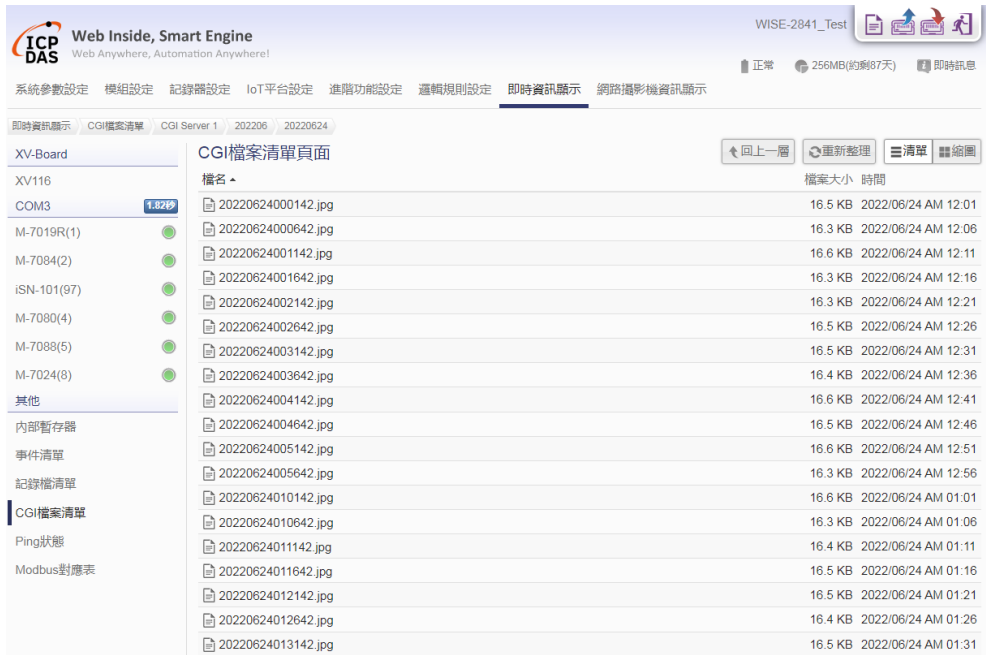 ICP DAS
Web Inside, Smart Engine
Web Anywhere, Automation Anywhere!
WISE-2841_Test
正常 256MB(約剩87天) 即時訊息
系統參數設定 模組設定 記錄器設定 IoT平台設定 進階功能設定 邏輯規則設定 即時資訊顯示 網路攝影機資訊顯示
即時資訊顯示 CGI檔案清單 CGI Server 1 202206 20220624
XV-Board
XV116
COM3 1.82秒
M-7019R(1)
M-7084(2)
iSN-101(97)
M-7080(4)
M-7088(5)
M-7024(8)
其他
內部暫存器
事件清單
記錄檔清單
CGI檔案清單
Ping狀態
Modbus對應表
CGI檔案清單頁面
回上一層 重新整理 清單 縮圖
檔名 檔案大小 時間
20220624000142.jpg 16.5 KB 2022/06/24 AM 12:01
20220624000642.jpg 16.3 KB 2022/06/24 AM 12:06
20220624001142.jpg 16.6 KB 2022/06/24 AM 12:11
20220624001642.jpg 16.3 KB 2022/06/24 AM 12:16
20220624002142.jpg 16.3 KB 2022/06/24 AM 12:21
20220624002642.jpg 16.5 KB 2022/06/24 AM 12:26
20220624003142.jpg 16.5 KB 2022/06/24 AM 12:31
20220624003642.jpg 16.4 KB 2022/06/24 AM 12:36
20220624004142.jpg 16.6 KB 2022/06/24 AM 12:41
20220624004642.jpg 16.5 KB 2022/06/24 AM 12:46
20220624005142.jpg 16.6 KB 2022/06/24 AM 12:51
20220624005642.jpg 16.3 KB 2022/06/24 AM 12:56
20220624010142.jpg 16.6 KB 2022/06/24 AM 01:01
20220624010642.jpg 16.3 KB 2022/06/24 AM 01:06
20220624011142.jpg 16.4 KB 2022/06/24 AM 01:11
20220624011642.jpg 16.5 KB 2022/06/24 AM 01:16
20220624012142.jpg 16.5 KB 2022/06/24 AM 01:21
20220624012642.jpg 16.4 KB 2022/06/24 AM 01:26
20220624013142.jpg 16.5 KB 2022/06/24 AM 01:31